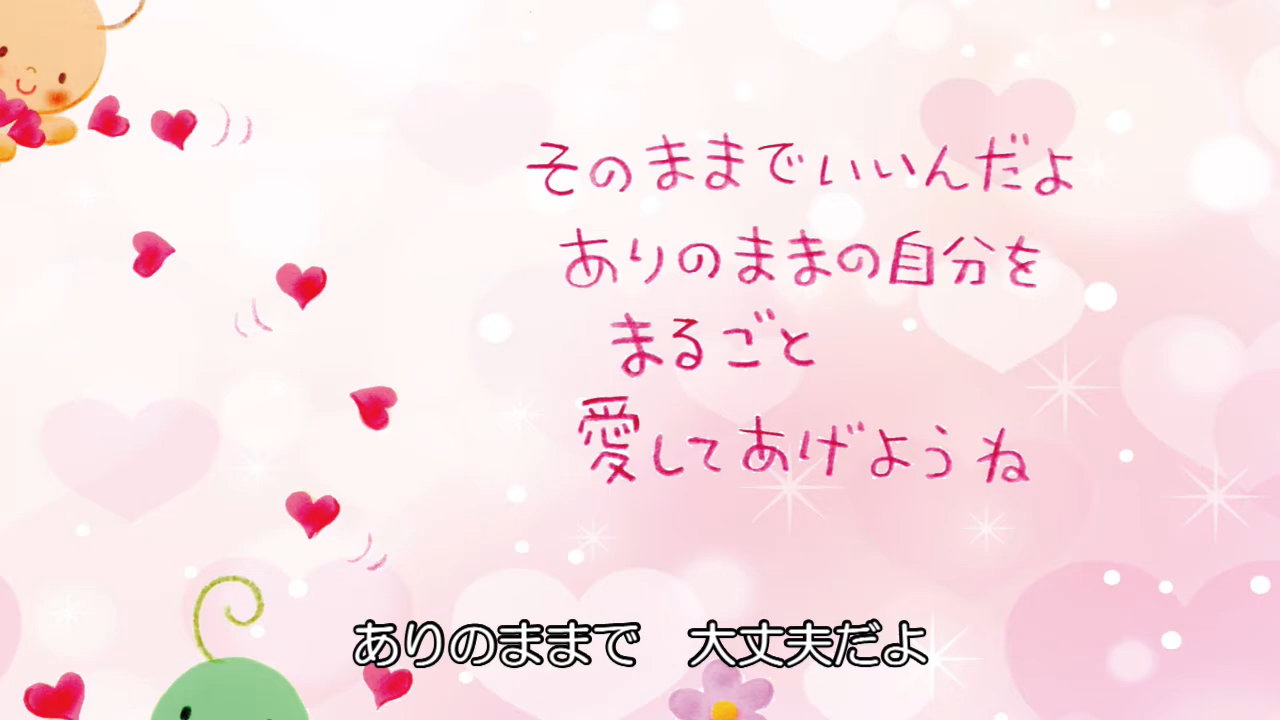 そのままでいいんだよ
ありのままの自分を
まるごと
愛してあげようね
ありのままで　大丈夫だよ